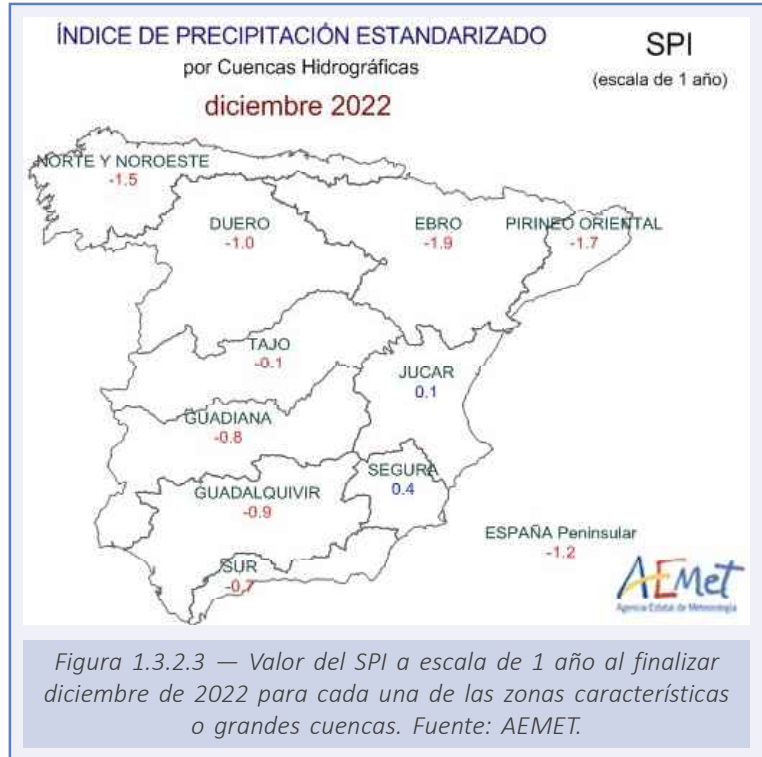 ÍNDICE DE PRECIPITACIÓN ESTANDARIZADO
por Cuencas Hidrográficas
diciembre 2022
SPI
(escala de 1 año)
NORTE Y NOROESTE
-1.5
DUERO
-1.0
EBRO
-1.9
PIRINEO ORIENTAL
-1.7
TAJO
-0.1
JUCAR
0.1
GUADIANA
-0.8
SEGURA
0.4
GUADALQUIVIR
-0.9
SUR
-0.7
ESPAÑA Peninsular
-1.2
AEMet
Agencia Estatal de Meteorología
Figura 1.3.2.3 — Valor del SPI a escala de 1 año al finalizar
diciembre de 2022 para cada una de las zonas características
o grandes cuencas. Fuente: AEMET.